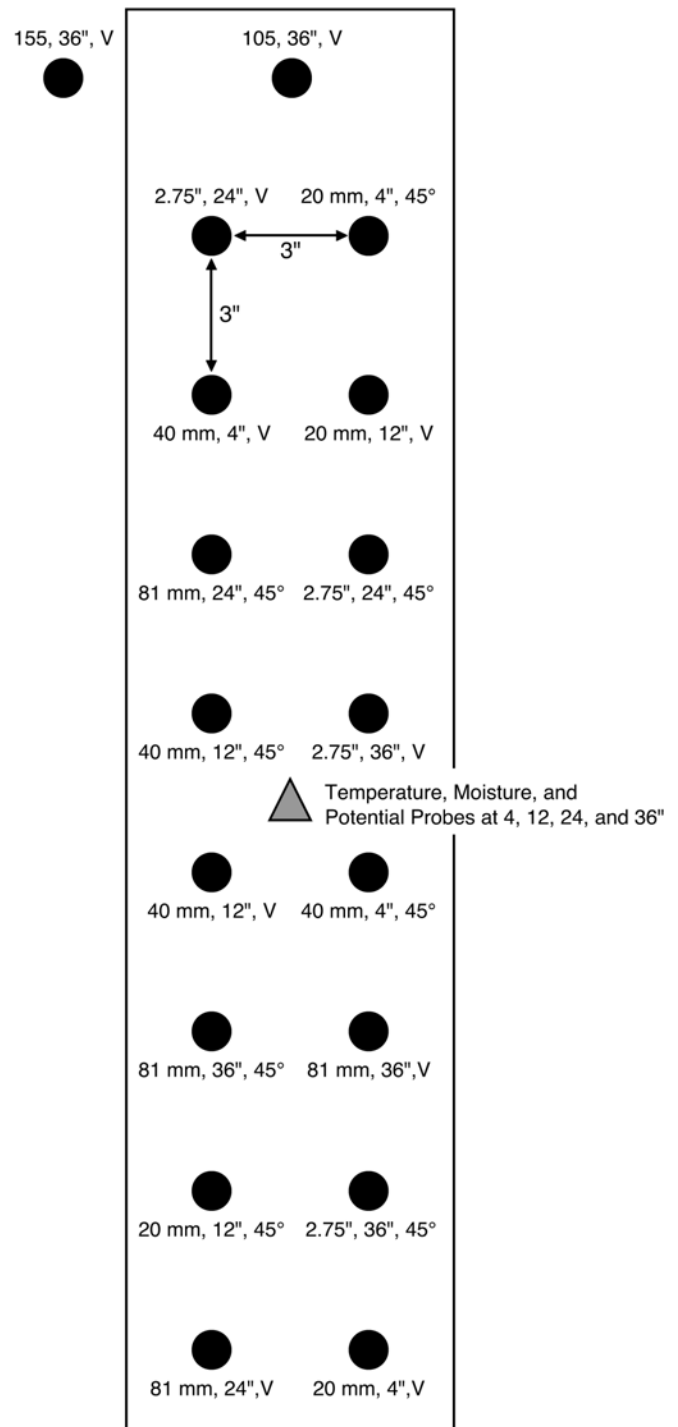 155, 36", V
105, 36", V
2.75", 24", V
20 mm, 4", 45°
3"
3"
40 mm, 4", V
20 mm, 12", V
81 mm, 24", 45°
2.75", 24", 45°
40 mm, 12", 45°
2.75", 36", V
Temperature, Moisture, and
Potential Probes at 4, 12, 24, and 36"
40 mm, 12", V
40 mm, 4", 45°
81 mm, 36", 45°
81 mm, 36",V
20 mm, 12", 45°
2.75", 36", 45°
81 mm, 24",V
20 mm, 4",V